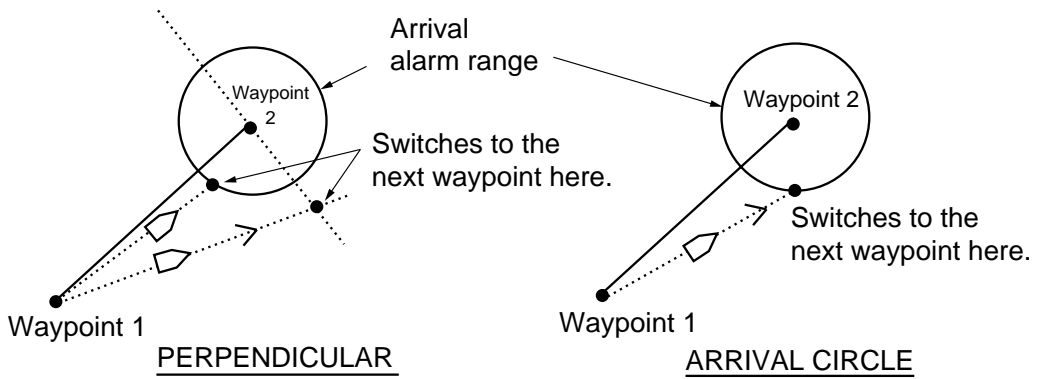 Arrival
alarm range
Waypoint
2
Switches to the
next waypoint here.
Waypoint 1
PERPENDICULAR
Waypoint 2
Switches to the
next waypoint here.
Waypoint 1
ARRIVAL CIRCLE